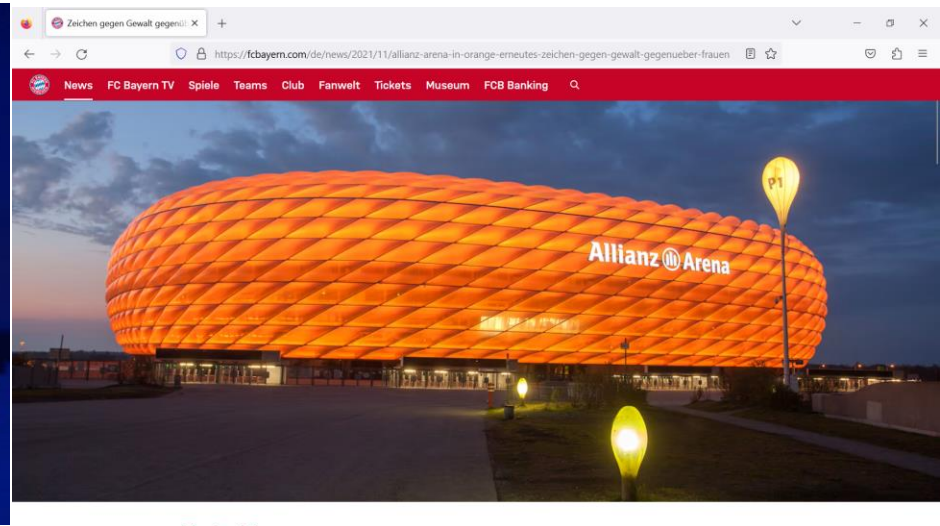 Zeichen gegen Gewalt gegenüb
https://fcbayern.com/de/news/2021/11/allianz-arena-in-orange-erneutes-zeichen-gegen-gewalt-gegenueber-frauen
News FC Bayern TV Spiele Teams Club Fanwelt Tickets Museum FCB Banking
P1
Allianz Arena